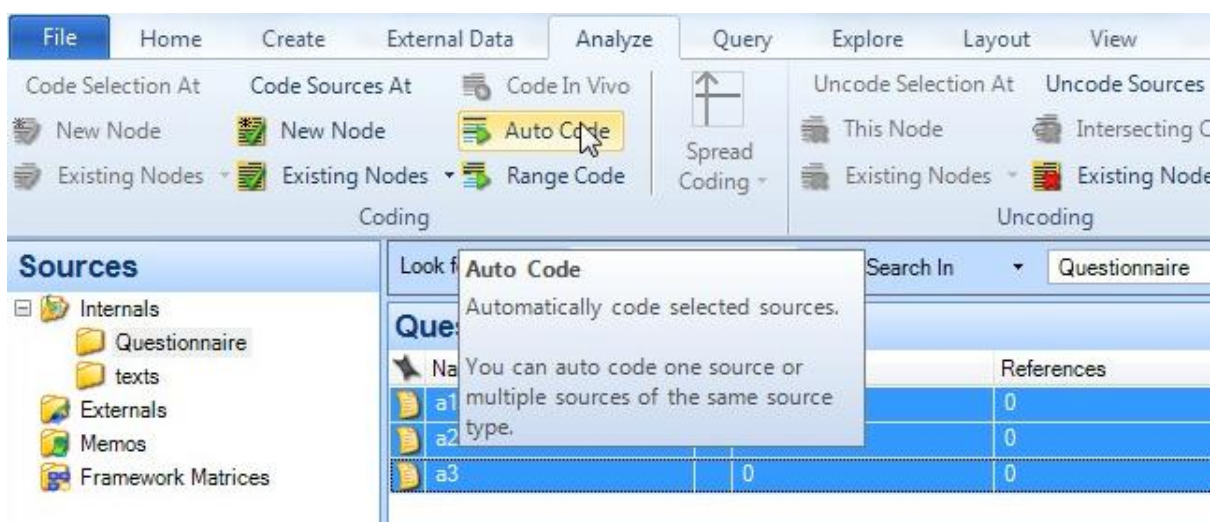 File Home Create External Data Analyze Query Explore Layout View
Code Selection At Code Sources At Code In Vivo Uncode Selection At Uncode Sources
New Node New Node Auto Code Spread Coding This Node Intersecting
Existing Nodes Existing Nodes Range Code Existing Nodes Existing Node
Coding Uncoding
Sources
Internals
Questionnaire
texts
Externals
Memos
Framework Matrices
Look f Search In Questionnaire
Auto Code
Automatically code selected sources.
You can auto code one source or
multiple sources of the same source
type.
Ques
Na References
a1 0
a2 0
a3 0 0